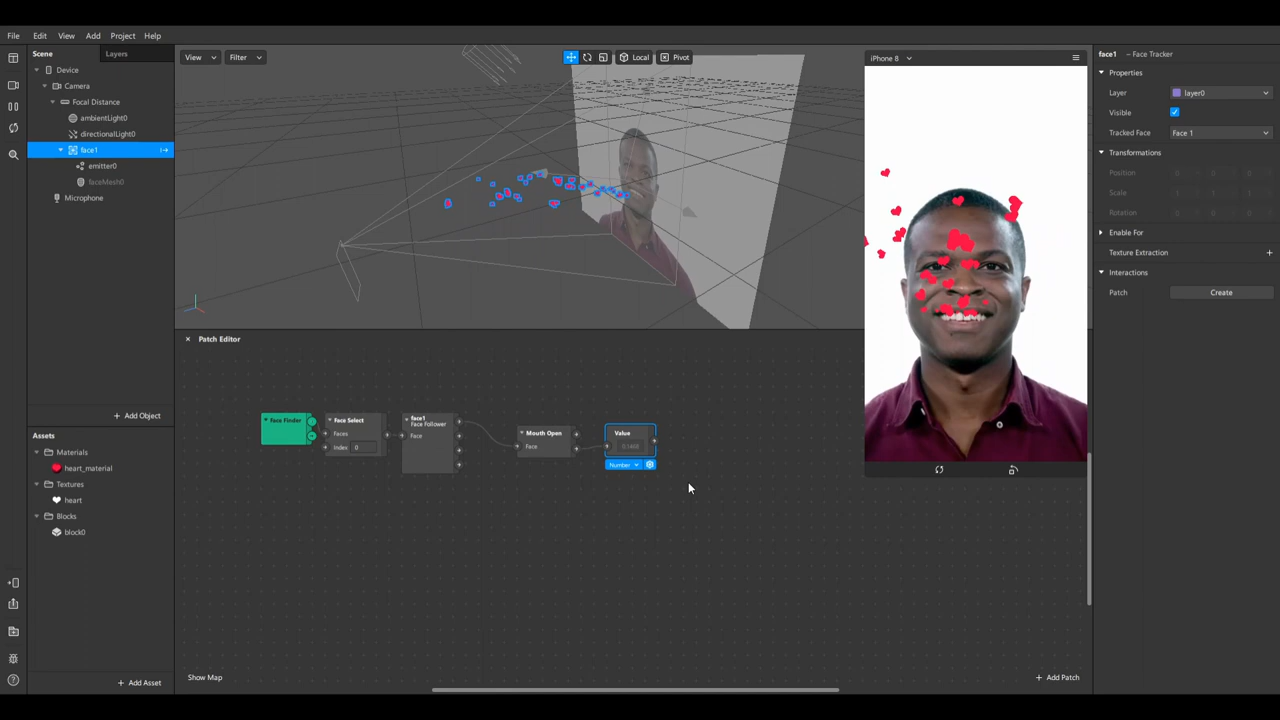 File Edit View Add Project Help
Scene Layers
Device
Camera
Focal Distance
ambientLight0
directionalLight0
face1
emitter0
faceMesh0
Microphone
Add Object
Assets
Materials
heart_material
Textures
heart
Blocks
block0
Add Asset
View Filter Local Pivot
iPhone 8
Patch Editor
Face Finder
Face Select
Faces
Index 0
face1
Face Follower
Face
Mouth Open
Face
Value
Number
Show Map
Add Patch
face1 – Face Tracker
Properties
Layer layer0
Visible
Tracked Face Face 1
Transformations
Position
Scale
Rotation
Enable For
Texture Extraction
Interactions
Patch Create